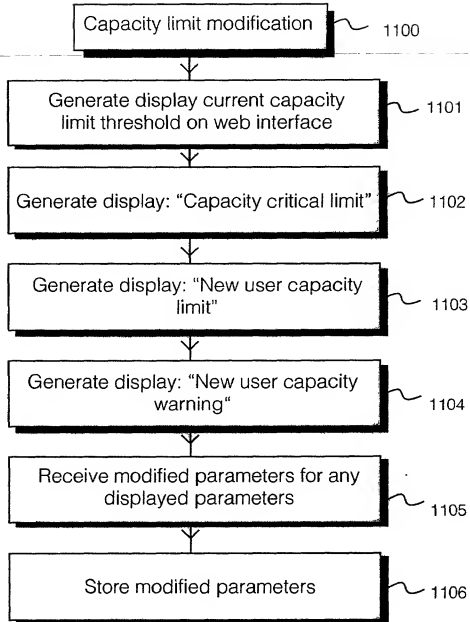 Capacity limit modification
1100
Generate display current capacity
limit threshold on web interface
1101
Generate display: "Capacity critical limit"
1102
Generate display: "New user capacity
limit"
1103
Generate display: "New user capacity
warning"
1104
Receive modified parameters for any
displayed parameters
1105
Store modified parameters
1106